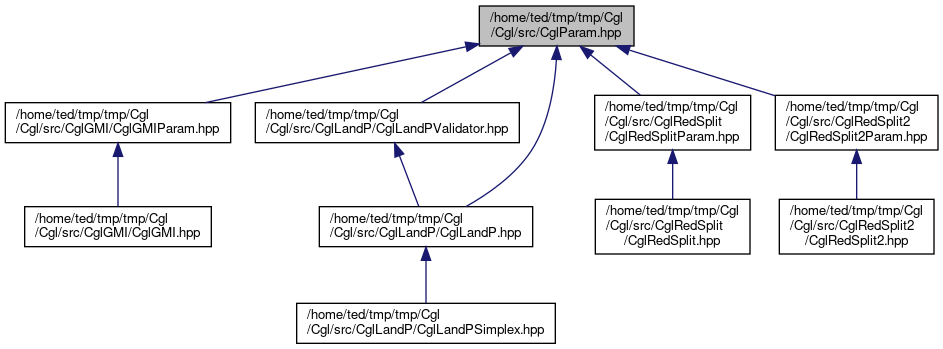 /home/ted/tmp/tmp/Cgl
/Cgl/src/CglParam.hpp
/home/ted/tmp/tmp/Cgl
/Cgl/src/CglGMI/CglGMIParam.hpp
/home/ted/tmp/tmp/Cgl
/Cgl/src/CglLandP/CglLandPValidator.hpp
/home/ted/tmp/tmp/Cgl
/Cgl/src/CglRedSplit
/CglRedSplitParam.hpp
/home/ted/tmp/tmp/Cgl
/Cgl/src/CglRedSplit2
/CglRedSplit2Param.hpp
/home/ted/tmp/tmp/Cgl
/Cgl/src/CglGMI/CglGMI.hpp
/home/ted/tmp/tmp/Cgl
/Cgl/src/CglLandP/CglLandP.hpp
/home/ted/tmp/tmp/Cgl
/Cgl/src/CglRedSplit
/CglRedSplit.hpp
/home/ted/tmp/tmp/Cgl
/Cgl/src/CglRedSplit2
/CglRedSplit2.hpp
/home/ted/tmp/tmp/Cgl
/Cgl/src/CglLandP/CglLandPSimplex.hpp